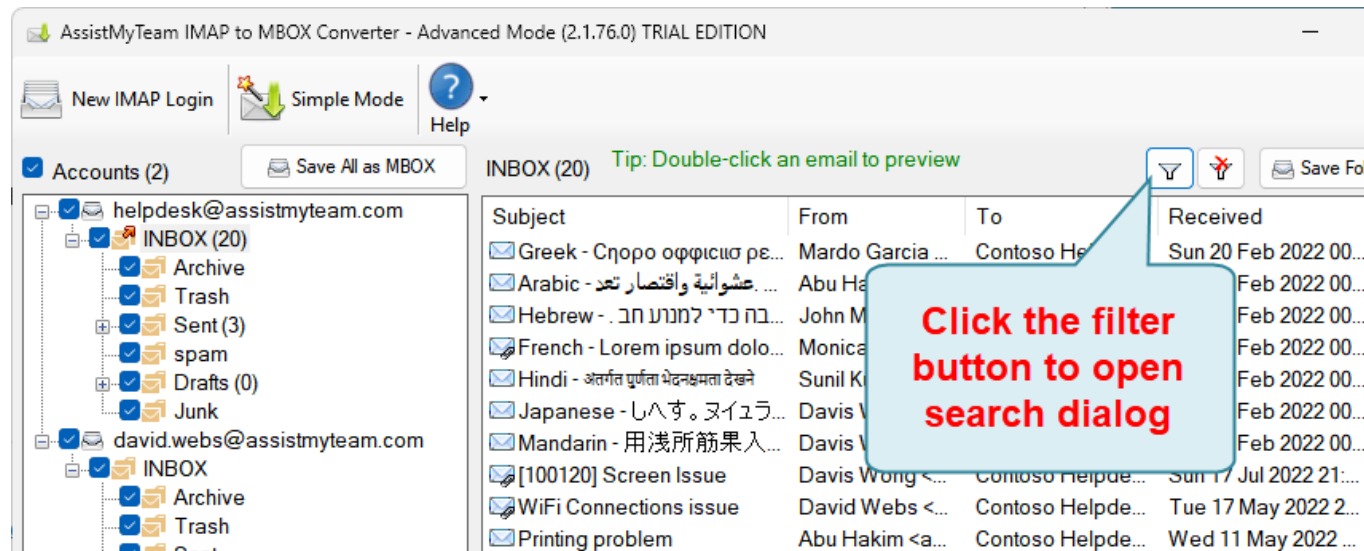 AssistMyTeam IMAP to MBOX Converter - Advanced Mode (2.1.76.0) TRIAL EDITION
New IMAP Login
Simple Mode
Help
Accounts (2)
Save All as MBOX
INBOX (20)
Tip: Double-click an email to preview
Save Fol
helpdesk@assistmyteam.com
INBOX (20)
Archive
Trash
Sent (3)
spam
Drafts (0)
Junk
david.webs@assistmyteam.com
INBOX
Archive
Trash
Subject From To Received
Greek - Cηορο οφφιcιισ ρε... Mardo Garcia ... Contoso He Sun 20 Feb 2022 00...
Arabic - عشوائية واقتصار تعد. ... Abu Ha Feb 2022 00...
Hebrew - . בה כדי למנוע חב... John M Feb 2022 00...
French - Lorem ipsum dolo... Monica Feb 2022 00...
Hindi - अंतर्गत पुर्णता भेदनक्षमता देखने Sunil Ku Feb 2022 00...
Japanese - しへす。ヌイユラ... Davis W Feb 2022 00...
Mandarin - 用浅所筋果入... Davis W Feb 2022 00...
[100120] Screen Issue Davis Wong <... Contoso Helpde... Sun 17 Jul 2022 21:...
WiFi Connections issue David Webs <... Contoso Helpde... Tue 17 May 2022 2...
Printing problem Abu Hakim <a... Contoso Helpde... Wed 11 May 2022 ...
Click the filter
button to open
search dialog